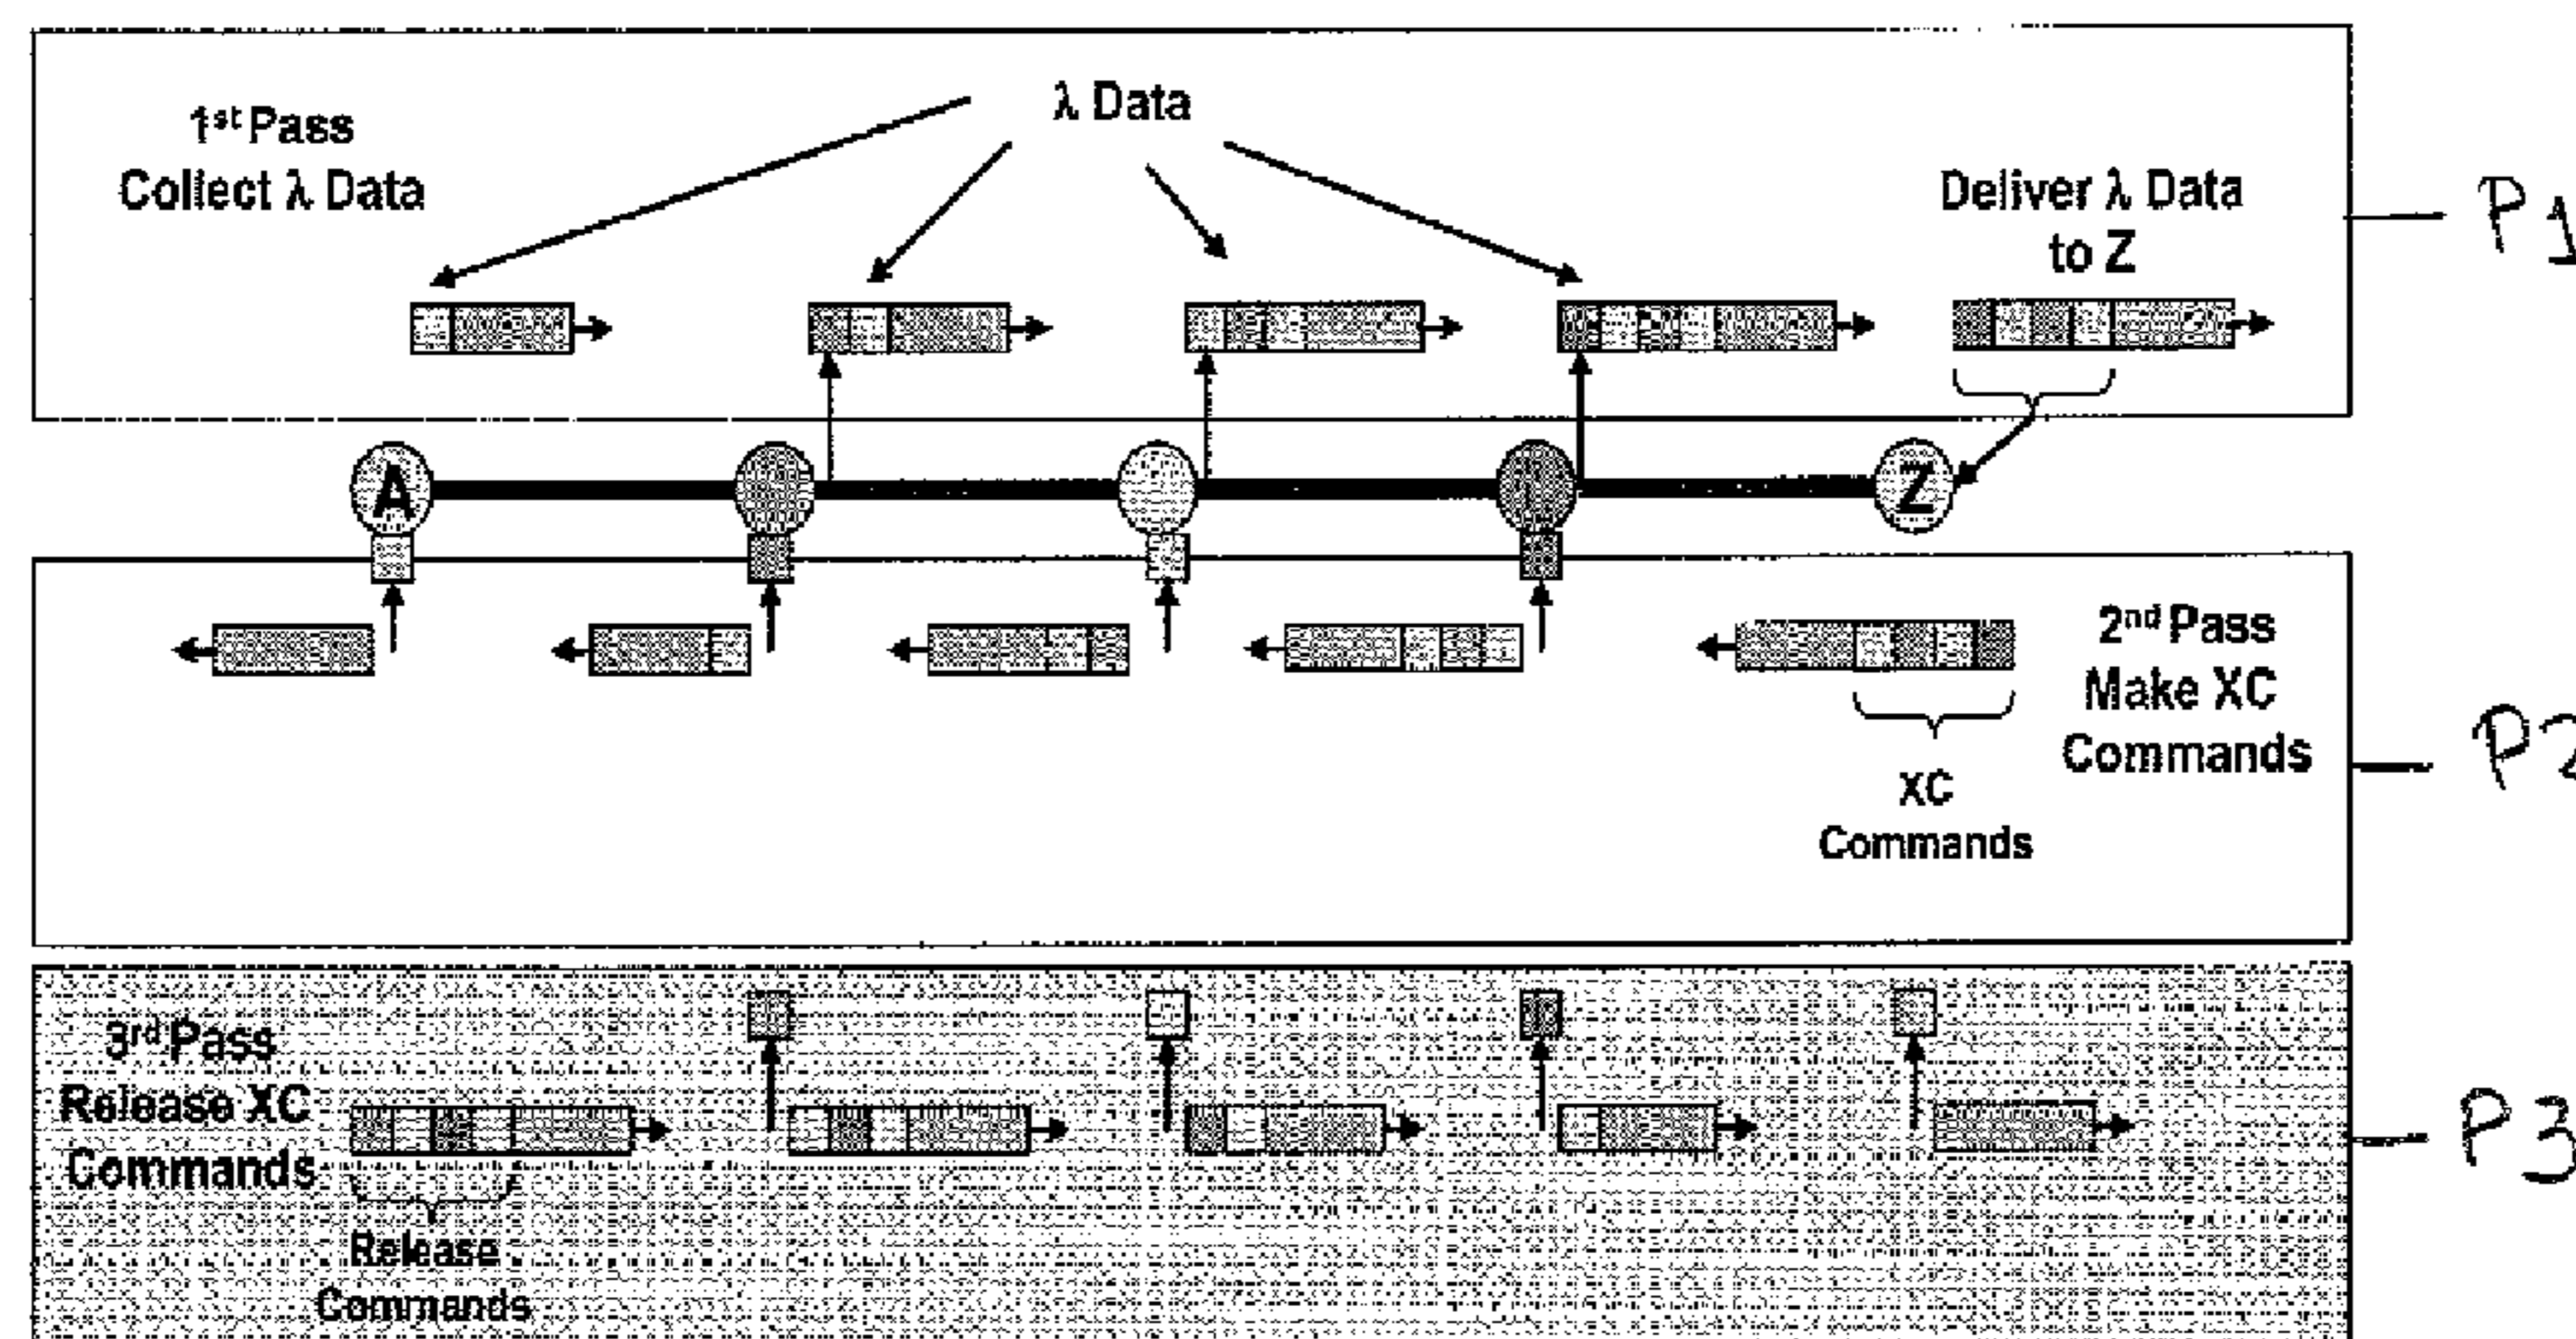 1st Pass
Collect λ Data
λ Data
Deliver λ Data
to Z
P1
A
Z
2nd Pass
Make XC
Commands
XC
Commands
P2
3rd Pass
Release XC
Commands
Release
Commands
P3